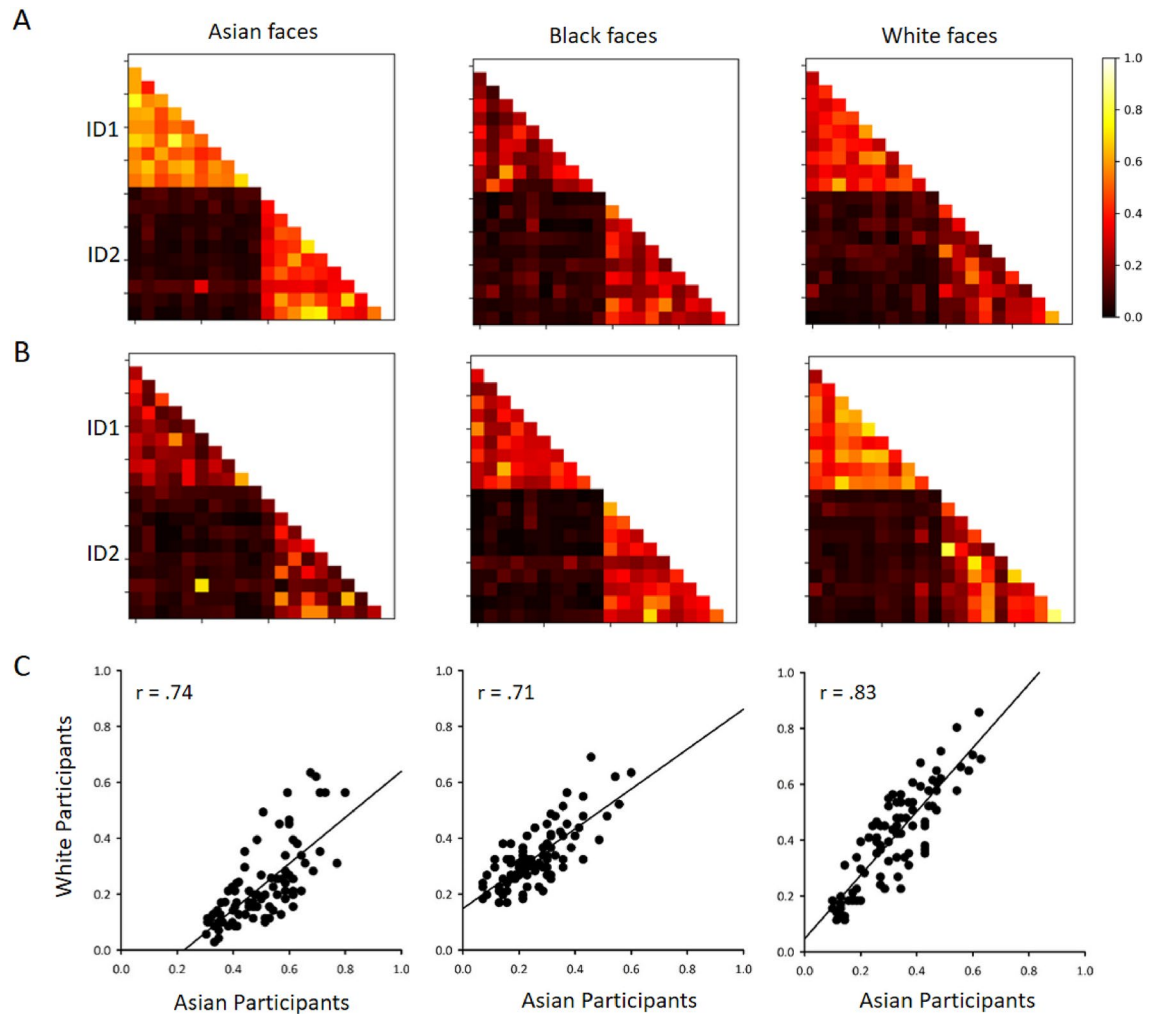 A
Asian faces
Black faces
White faces
ID1
ID2
1.0
0.8
0.6
0.4
0.2
0.0
B
ID1
ID2
C
White Participants
1.0
0.8
0.6
0.4
0.2
0.0
r = .74
0.0 0.2 0.4 0.6 0.8 1.0
Asian Participants
1.0
0.8
0.6
0.4
0.2
0.0
r = .71
0.0 0.2 0.4 0.6 0.8 1.0
Asian Participants
1.0
0.8
0.6
0.4
0.2
0.0
r = .83
0.0 0.2 0.4 0.6 0.8 1.0
Asian Participants